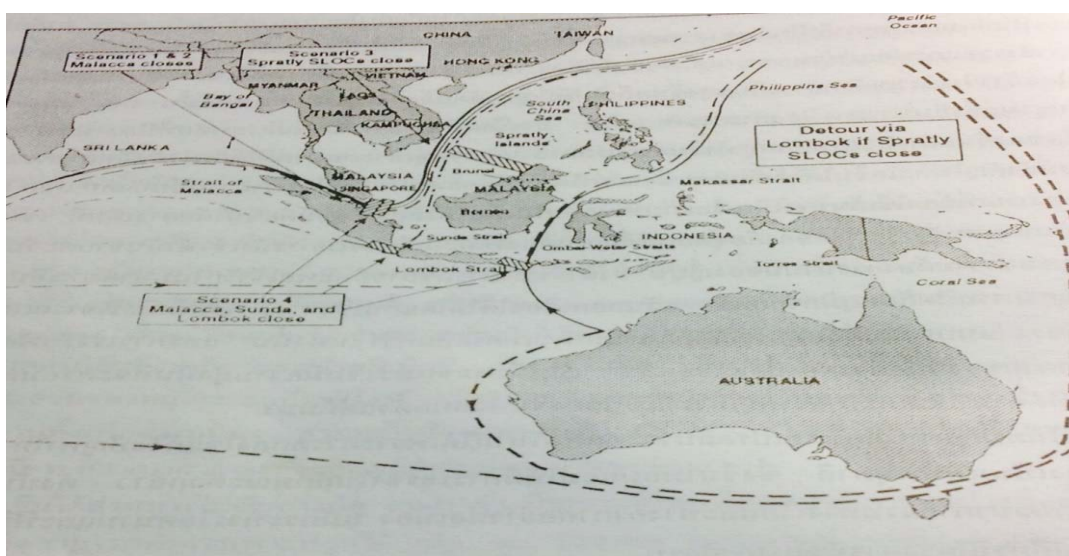 Pacific
Ocean
CHINA
TAIWAN
Scenario 1 & 2
Malacca closes
Scenario 3
Spratly SLOCs close
HONG KONG
MYANMAR
VIETNAM
LAOS
Bay of
Bengal
THAILAND
KAMPUCHEA
South
China
Sea
PHILIPPINES
Philippine Sea
SRI LANKA
Spratly
Islands
Detour via
Lombok if Spratly
SLOCs close
Strait of
Malacca
MALAYSIA
SINGAPORE
Brunei
MALAYSIA
Borneo
Makassar Strait
Sunda Strait
INDONESIA
Ombai Wetar Straits
Lombok Strait
Torres Strait
Coral Sea
Scenario 4
Malacca, Sunda, and
Lombok close
AUSTRALIA